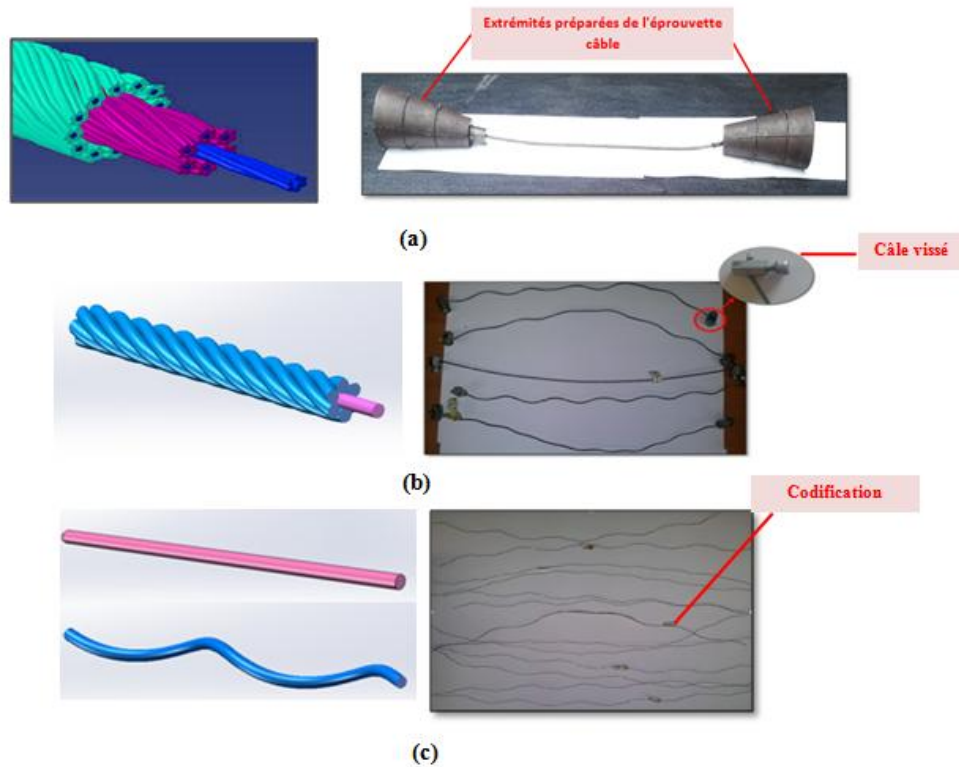 Extrémités préparées de l'éprouvette
câble
(a)
Câle vissé
(b)
Codification
(c)